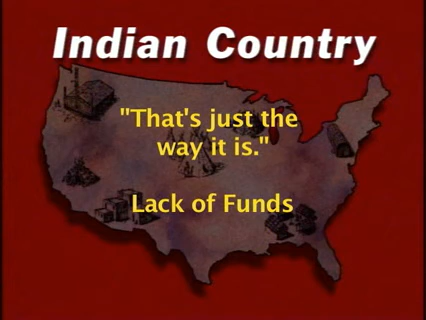 Indian Country
"That's just the
way it is."
Lack of Funds